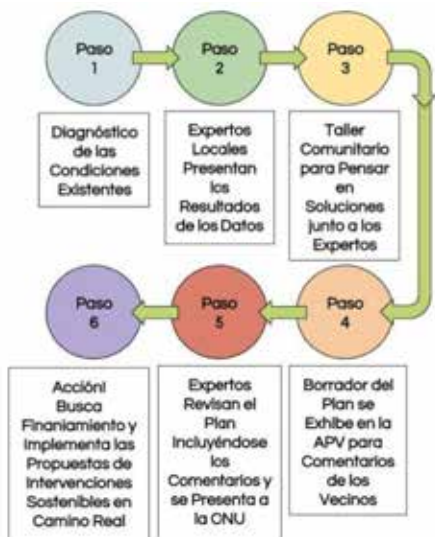 Paso
1
Paso
2
Paso
3
Diagnóstico
de las
Condiciones
Existentes
Expertos
Locales
Presentan
los
Resultados
de los Datos
Taller
Comunitario
para Pensar
en
Soluciones
junto a los
Expertos
Paso
6
Paso
5
Paso
4
Acción!
Busca
Finaniamiento y
Implementa las
Propuestas de
Intervenciones
Sostenibles en
Camino Real
Expertos
Revisan el
Plan
Incluyéndose
los
Comentarios y
se Presenta a
la ONU
Borrador del
Plan se
Exhibe en la
APV para
Comentarios
de los
Vecinos